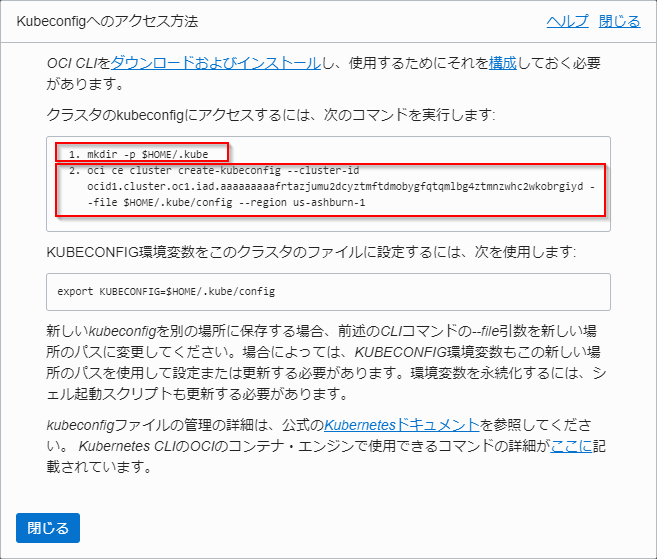 Kubeconfigへのアクセス方法
ヘルプ 閉じる
OCI CLIをダウンロードおよびインストールし、使用するためにそれを構成しておく必要
があります。
クラスタのkubeconfigにアクセスするには、次のコマンドを実行します:
1. mkdir -p $HOME/.kube
2. oci ce cluster create-kubeconfig --cluster-id
ocid1.cluster.oc1.iad.aaaaaaaaafrtazjumu2dcyztmftdmobygfqtqmlbg4ztmnzwhc2wkobrgiyd -
-file $HOME/.kube/config --region us-ashburn-1
KUBECONFIG環境変数をこのクラスタのファイルに設定するには、次を使用します:
export KUBECONFIG=$HOME/.kube/config
新しいkubeconfigを別の場所に保存する場合、前述のCLIコマンドの--file引数を新しい場
所のパスに変更してください。場合によっては、KUBECONFIG環境変数もこの新しい場
所のパスを使用して設定または更新する必要があります。環境変数を永続化するには、シ
ェル起動スクリプトも更新する必要があります。
kubeconfigファイルの管理の詳細は、公式のKubernetesドキュメントを参照してくださ
い。 Kubernetes CLIのOCIのコンテナ・エンジンで使用できるコマンドの詳細がここに記
載されています。
閉じる